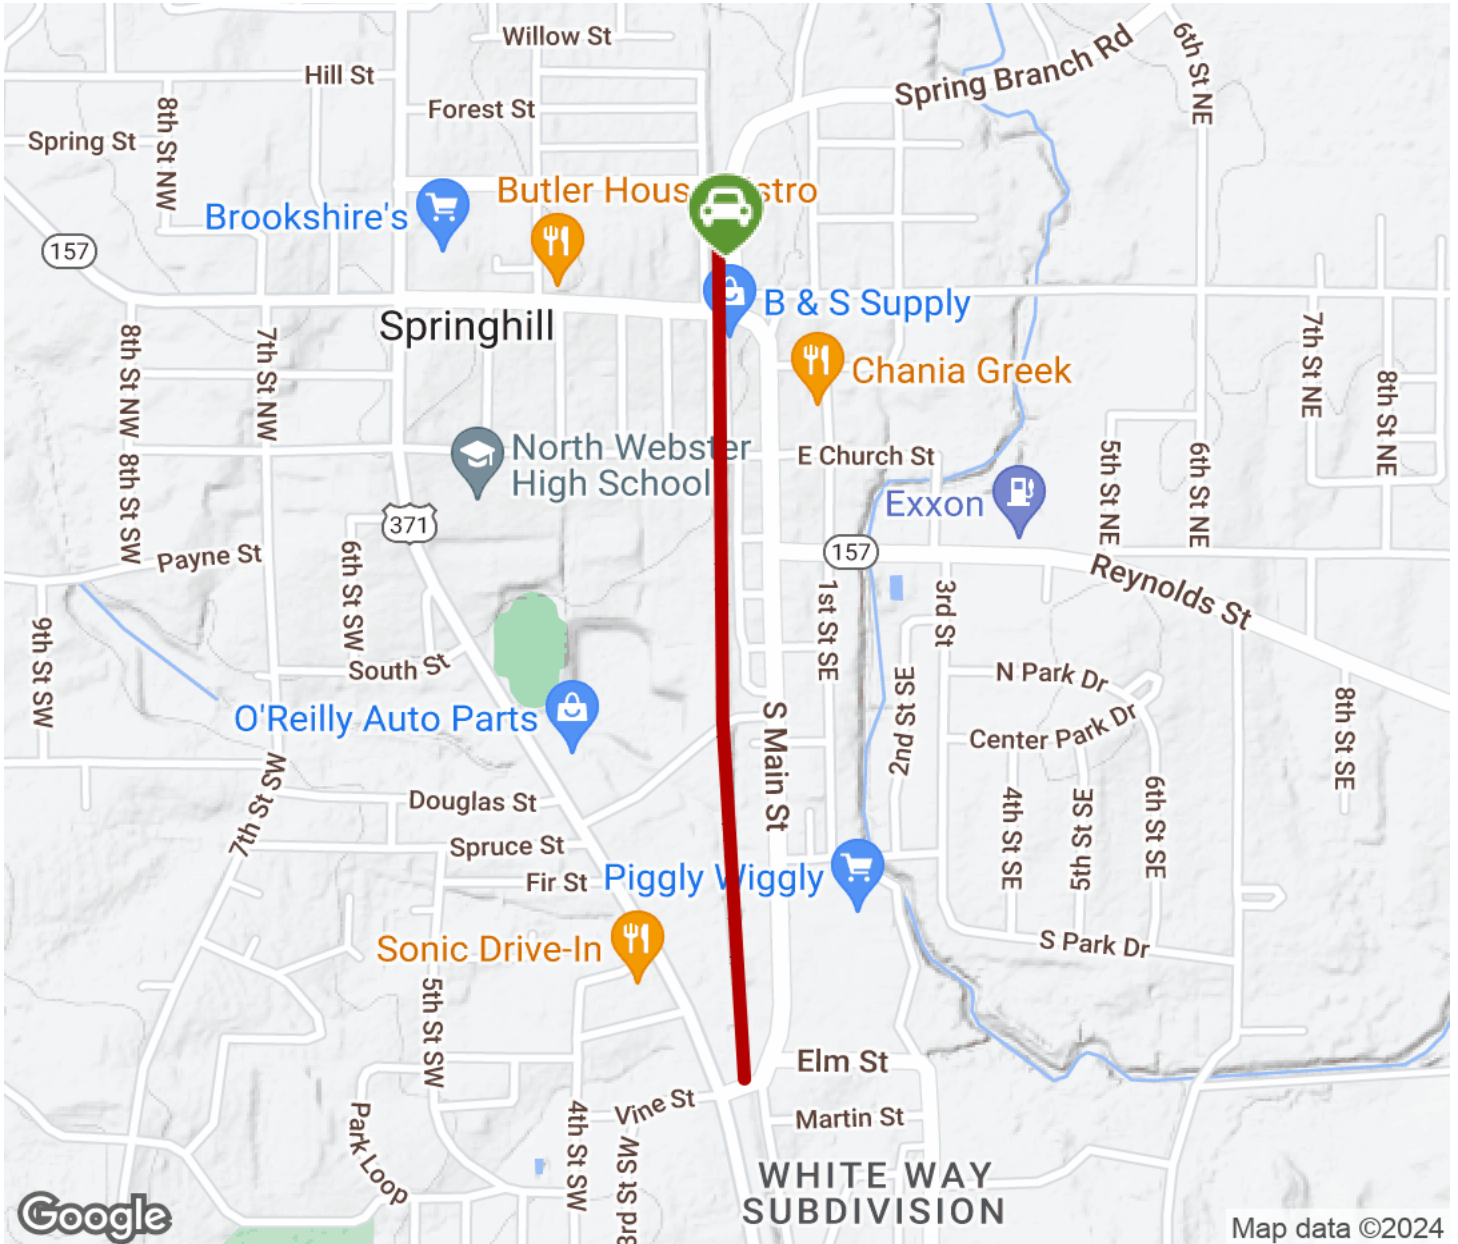 Willow St
Hill St
Forest St
Spring Branch Rd
6th St NE
8th St NW
Spring St
Brookshire's
Butler House
157
B & S Supply
Springhill
8th St NW
7th St NW
Chania Greek
7th St NE
8th St NE
North Webster
High School
E Church St
Exxon
5th St NE
6th St NE
8th St SW
371
157
Payne St
6th St SW
Reynolds St
9th St SW
South St
1st St SE
3rd St
N Park Dr
O'Reilly Auto Parts
S Main St
2nd St SE
Center Park Dr
8th St SE
7th St SW
Douglas St
Spruce St
Fir St
Piggly Wiggly
4th St SE
5th St SE
6th St SE
Sonic Drive-In
S Park Dr
5th St SW
Elm St
Vine St
Martin St
Park Loop
4th St SW
3rd St SW
WHITE WAY
SUBDIVISION
Google
Map data ©2024